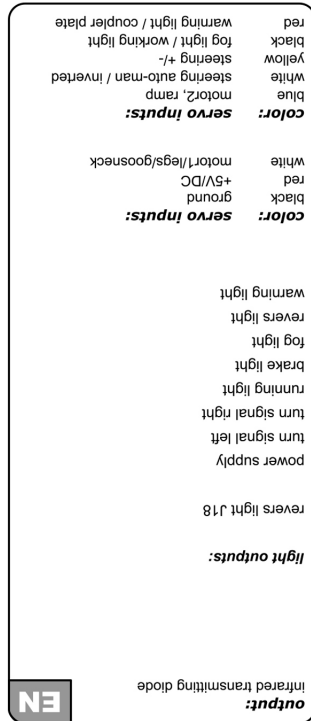 EN
output:
infrared transmitting diode
light outputs:
revers light J18
power supply
turn signal left
turn signal right
running light
brake light
fog light
revers light
warning light
color: servo inputs:
black ground
red +5V/DC
white motor1/legs/goosneck
color: servo inputs:
blue motor2, ramp
white steering auto-man / inverted
yellow steering +/-
black fog light / working light
red warning light / coupler plate